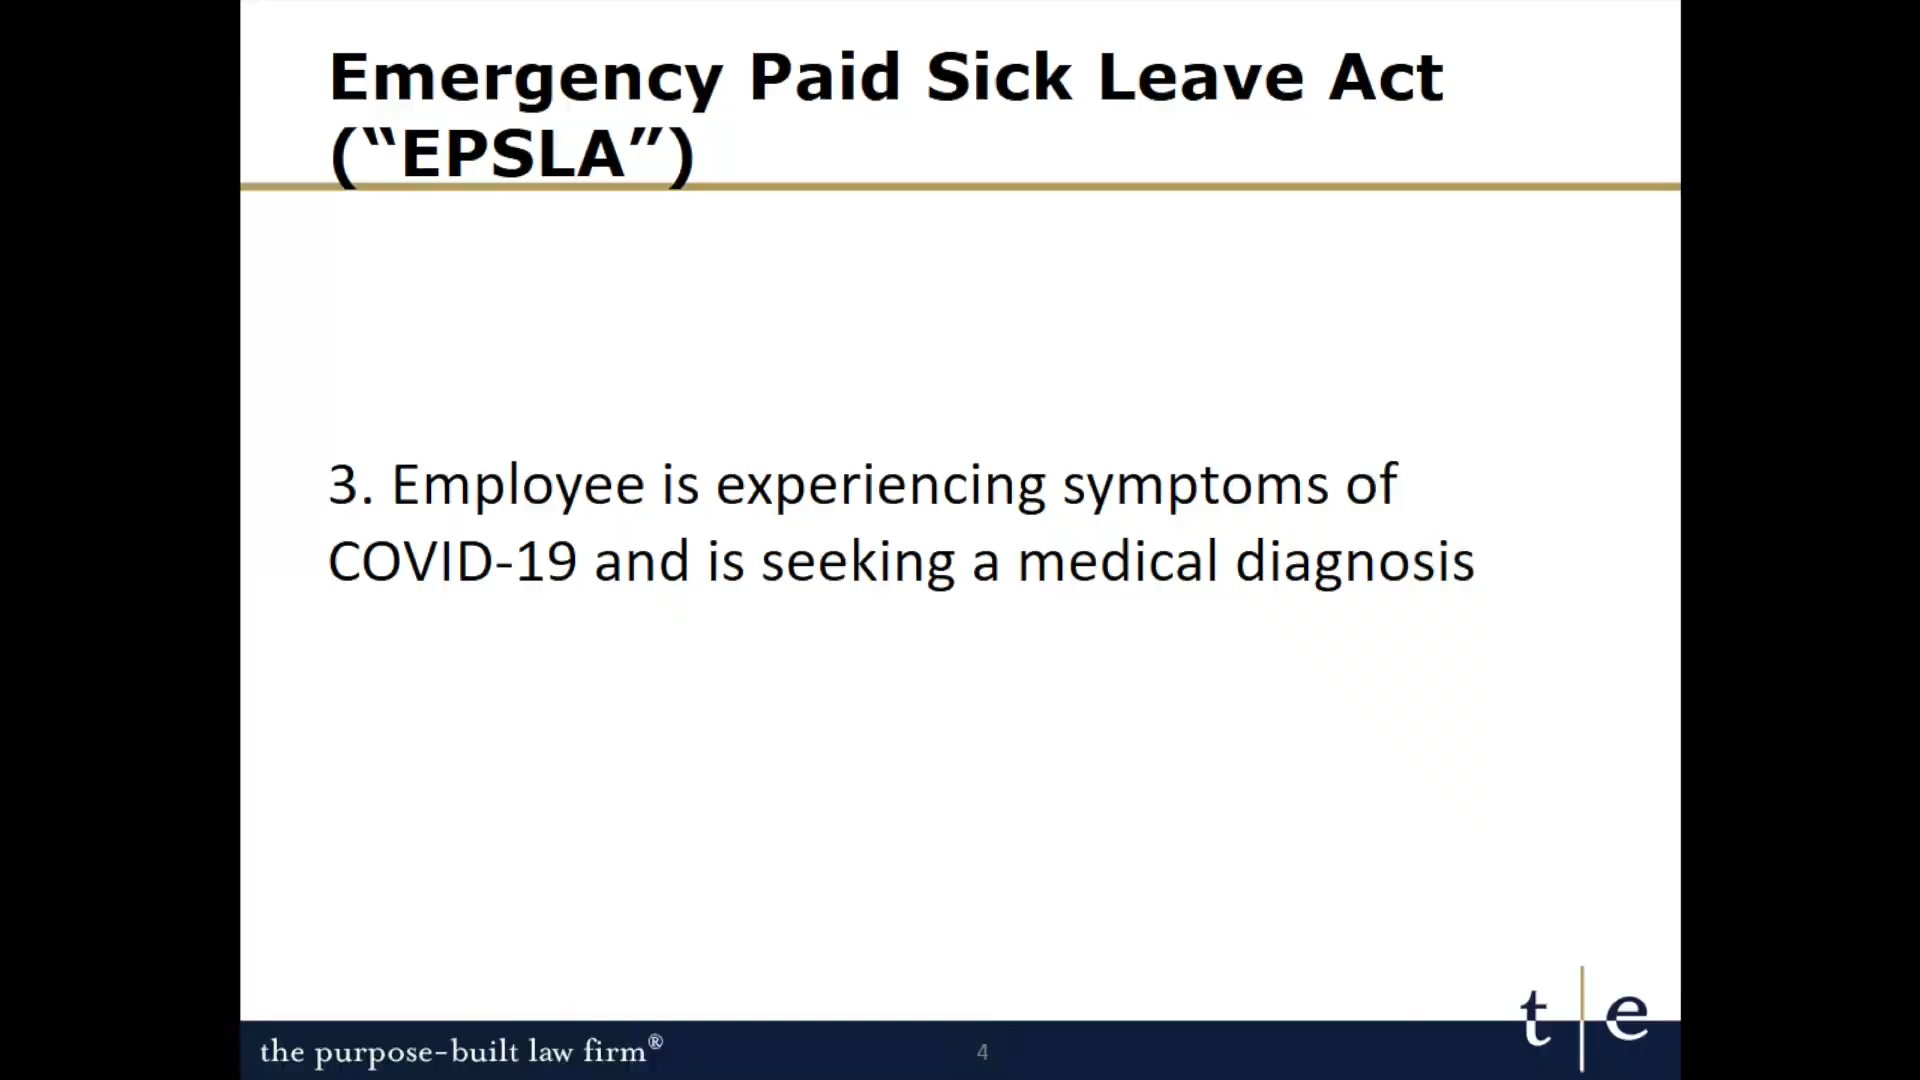 Emergency Paid Sick Leave Act
(“EPSLA”)
3. Employee is experiencing symptoms of
COVID-19 and is seeking a medical diagnosis
t e
the purpose-built law firm®
4